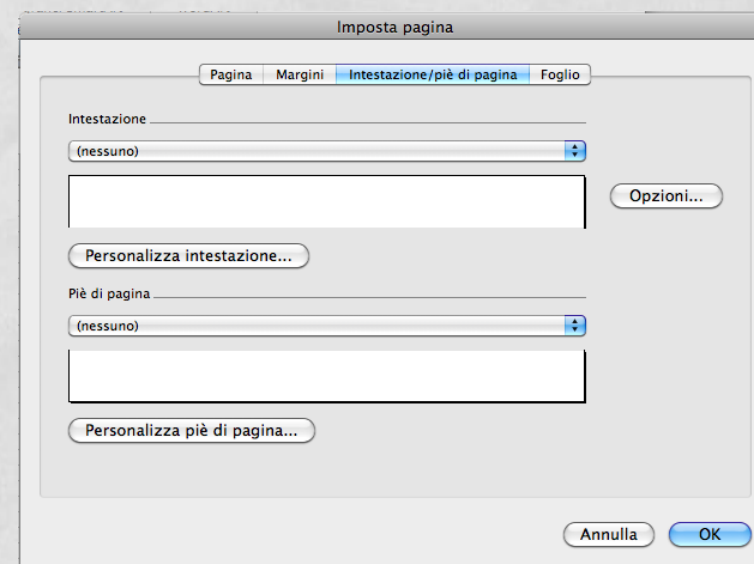 Imposta pagina
Pagina Margini Intestazione/piè di pagina Foglio
Intestazione
(nessuno)
Opzioni...
Personalizza intestazione...
Piè di pagina
(nessuno)
Personalizza piè di pagina...
Annulla OK